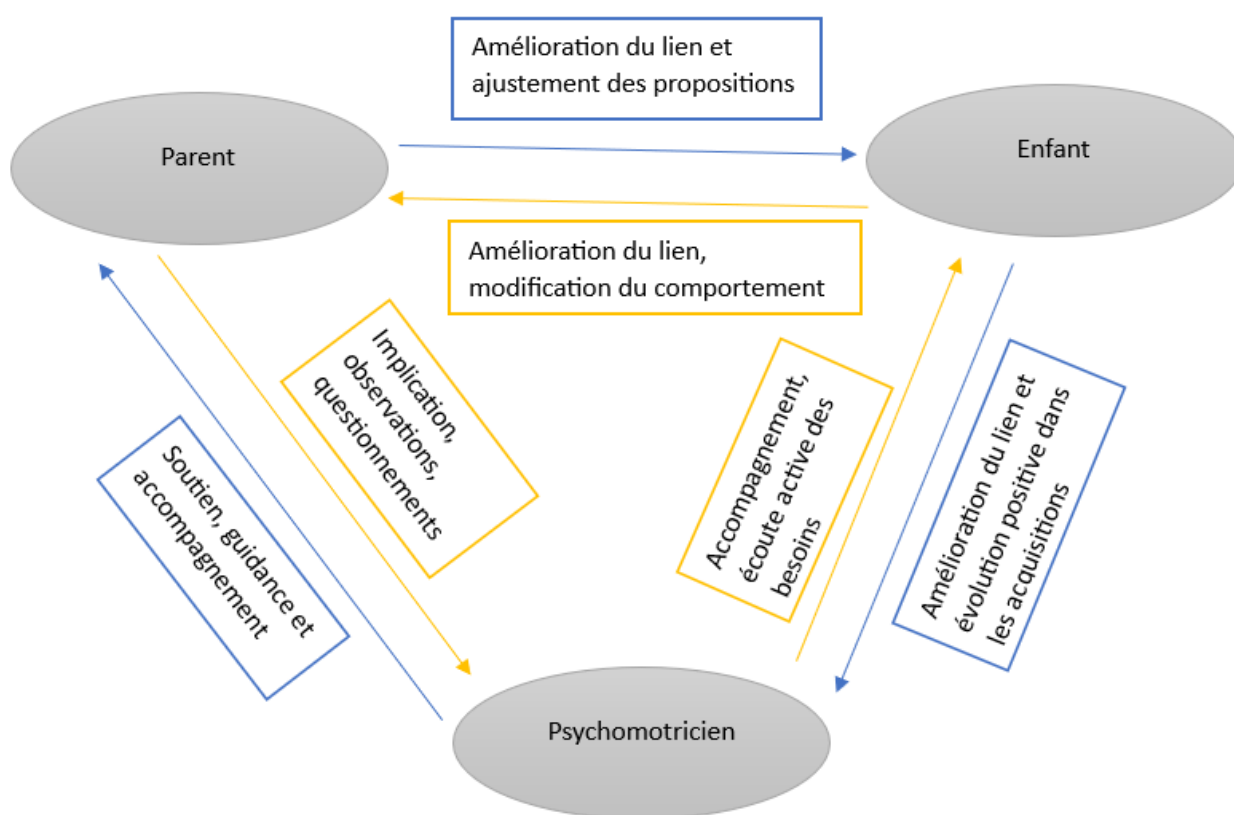 Amélioration du lien et
ajustement des propositions
Parent
Enfant
Amélioration du lien,
modification du comportement
Implication,
observations,
questionnements
Soutien, guidance et
accompagnement
Accompagnement,
écoute active des
besoins
Amélioration du lien et
évolution positive dans
les acquisitions
Psychomotricien